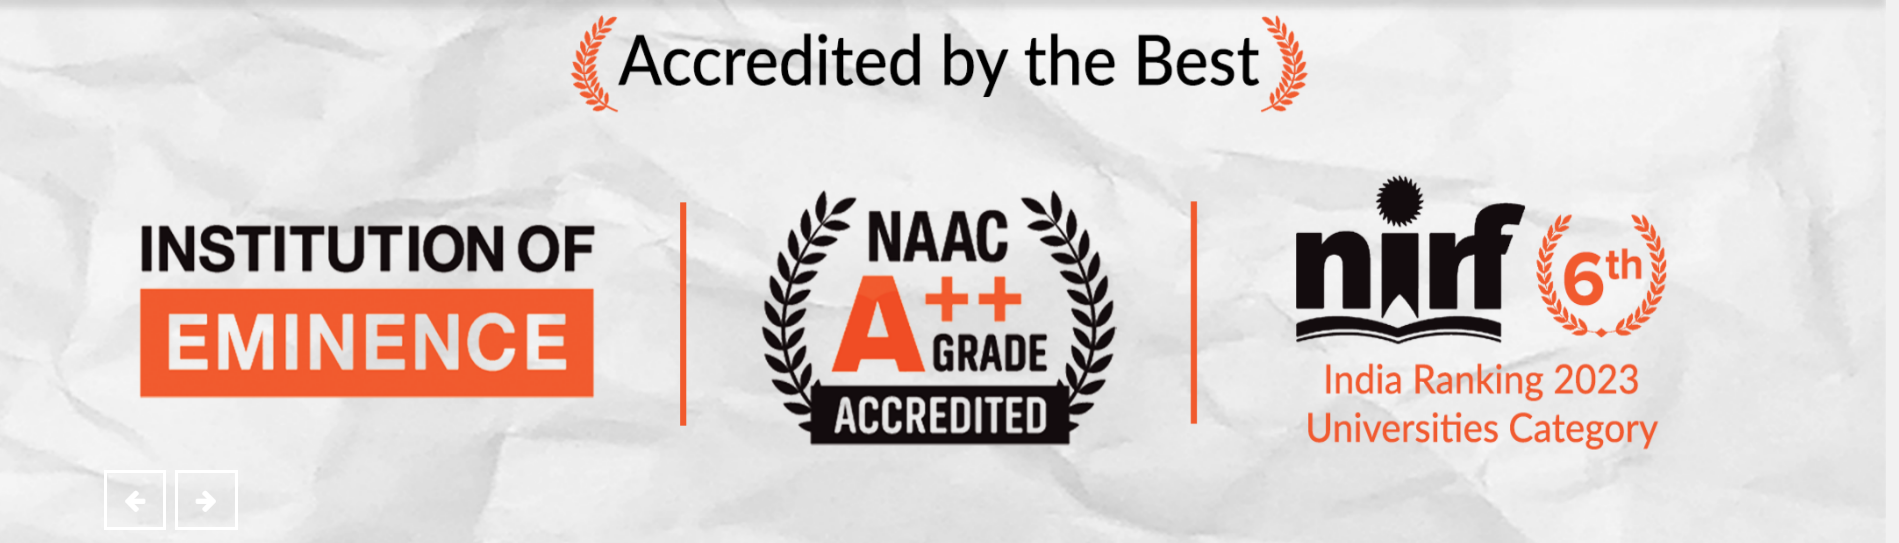 Accredited by the Best
INSTITUTION OF
EMINENCE
NAAC
A++
GRADE
ACCREDITED
nirf
6th
India Ranking 2023
Universities Category